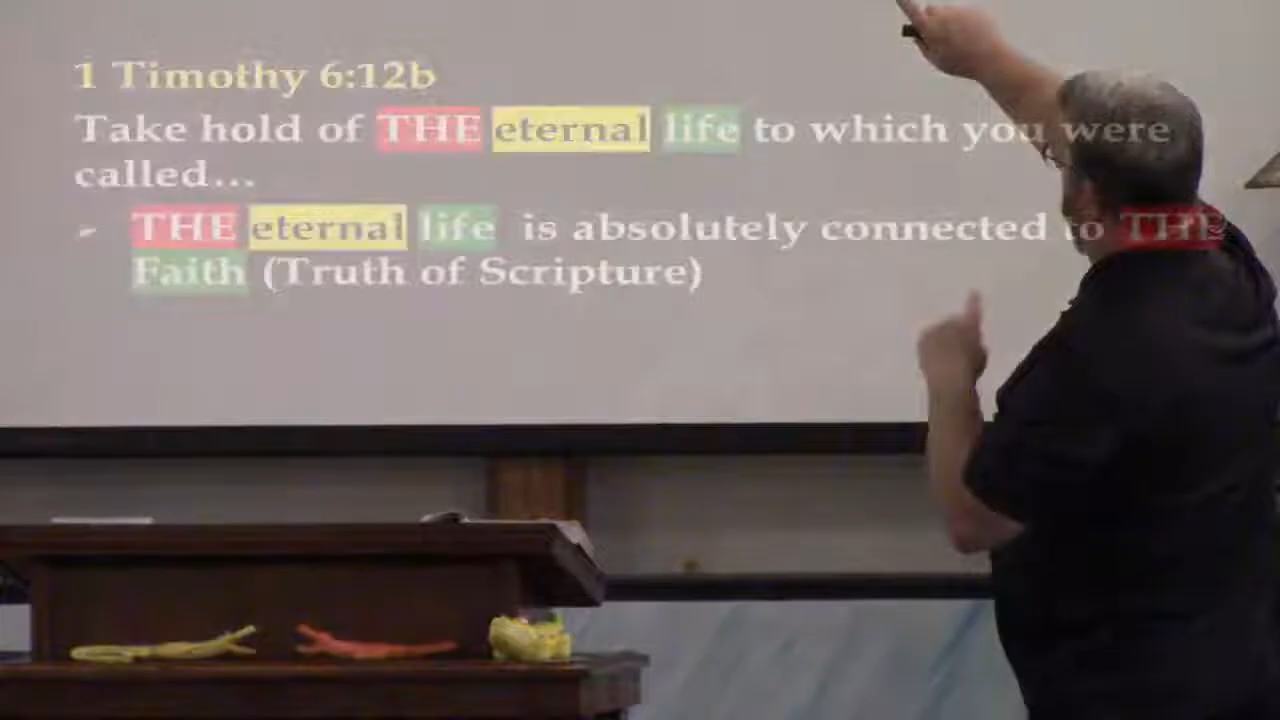 1 Timothy 6:12b
Take hold of THE eternal life to which you were
called...
- THE eternal life is absolutely connected to THE
Faith (Truth of Scripture)